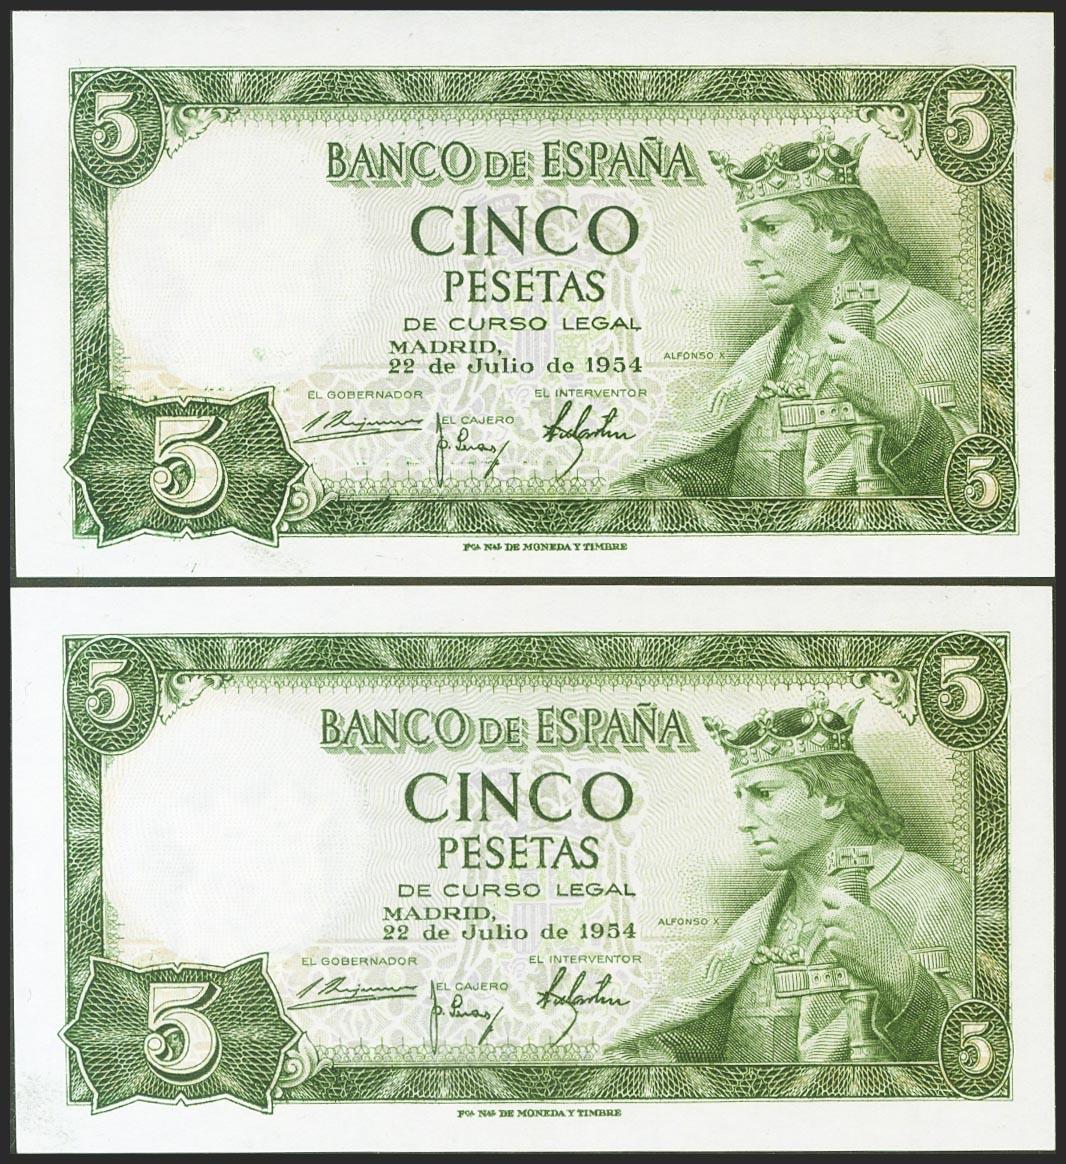 5
5
BANCO DE ESPAÑA
CINCO
PESETAS
DE CURSO LEGAL
MADRID,
22 de Julio de 1954
ALFONSO X
EL GOBERNADOR
EL INTERVENTOR
EL CAJERO
5
5
FCA NAL DE MONEDA Y TIMBRE
5
5
BANCO DE ESPAÑA
CINCO
PESETAS
DE CURSO LEGAL
MADRID,
22 de Julio de 1954
ALFONSO X
EL GOBERNADOR
EL INTERVENTOR
EL CAJERO
5
5
FCA NAL DE MONEDA Y TIMBRE